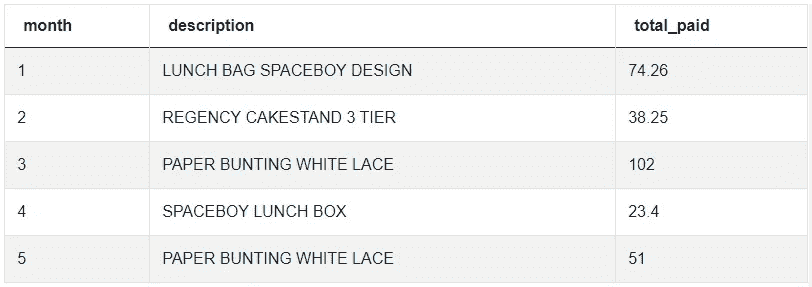 month description total_paid
1 LUNCH BAG SPACEBOY DESIGN 74.26
2 REGENCY CAKESTAND 3 TIER 38.25
3 PAPER BUNTING WHITE LACE 102
4 SPACEBOY LUNCH BOX 23.4
5 PAPER BUNTING WHITE LACE 51